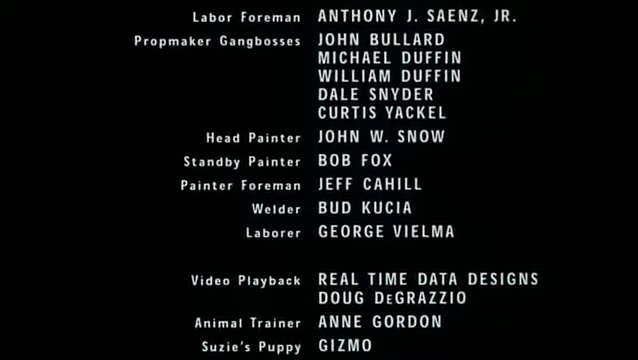 Labor Foreman ANTHONY J. SAENZ, JR.
Propmaker Gangbosses JOHN BULLARD
MICHAEL DUFFIN
WILLIAM DUFFIN
DALE SNYDER
CURTIS YACKEL
Head Painter JOHN W. SNOW
Standby Painter BOB FOX
Painter Foreman JEFF CAHILL
Welder BUD KUCIA
Laborer GEORGE VIELMA
Video Playback REAL TIME DATA DESIGNS
DOUG DEGRAZZIO
Animal Trainer ANNE GORDON
Suzie's Puppy GIZMO